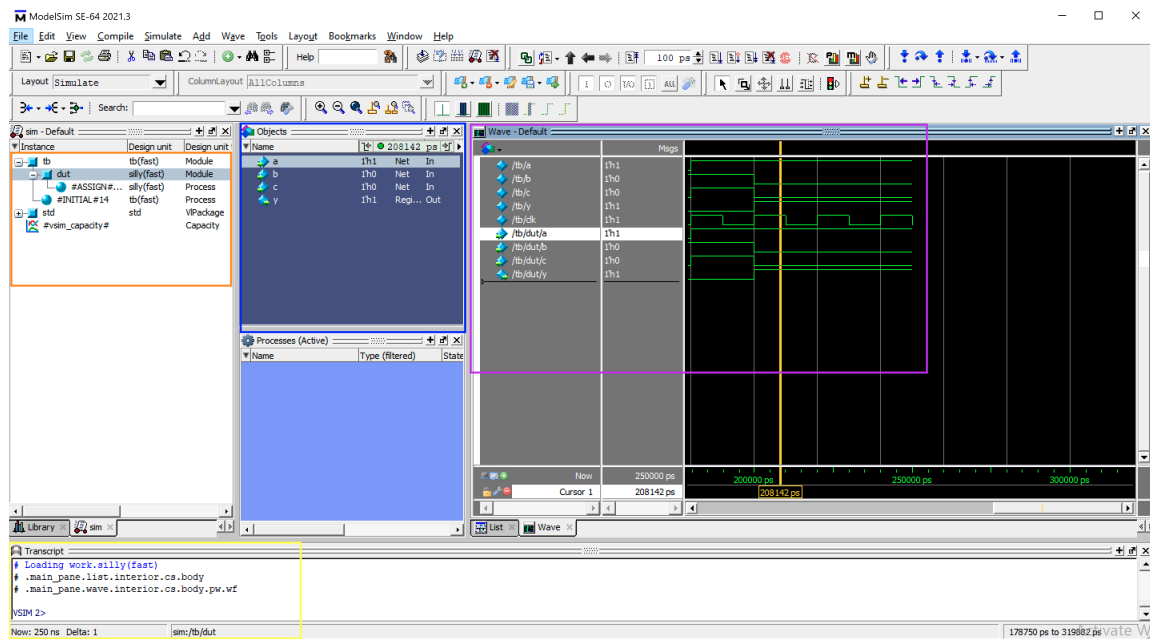 ModelSim SE-64 2021.3
File Edit View Compile Simulate Add Wave Tools Layout Bookmarks Window Help
Help 100 ps
Layout Simulate ColumnLayout AllColumns
Search:
sim - Default
Instance Design unit Design unit
tb tb(fast) Module
dut silly(fast) Module
#ASSIGN#... silly(fast) Process
#INITIAL#14 tb(fast) Process
std std VlPackage
#vsim_capacity# Capacity
Library sim
Objects
Name 208142 ps
a 1'h1 Net In
b 1'h0 Net In
c 1'h0 Net In
y 1'h1 Regi... Out
Processes (Active)
Name Type (filtered) State
Wave - Default
Msgs
/tb/a 1'h1
/tb/b 1'h0
/tb/c 1'h0
/tb/y 1'h1
/tb/clk 1'h1
/tb/dut/a 1'h1
/tb/dut/b 1'h0
/tb/dut/c 1'h0
/tb/dut/y 1'h1
Now 250000 ps
Cursor 1 208142 ps
200000 ps 250000 ps 300000 ps
208142 ps
List Wave
Transcript
# Loading work.silly(fast)
# .main_pane.list.interior.cs.body
# .main_pane.wave.interior.cs.body.pw.wf
VSIM 2>
Now: 250 ns Delta: 1 sim:/tb/dut 178750 ps to 319882 ps
Activate W